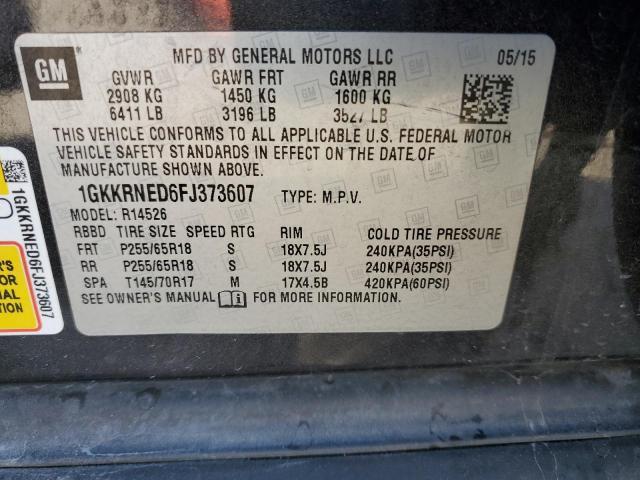 GM
MFD BY GENERAL MOTORS LLC 05/15
GVWR GAWR FRT GAWR RR
2908 KG 1450 KG 1600 KG
6411 LB 3196 LB 3527 LB
THIS VEHICLE CONFORMS TO ALL APPLICABLE U.S. FEDERAL MOTOR
VEHICLE SAFETY STANDARDS IN EFFECT ON THE DATE OF
MANUFACTURE SHOWN ABOVE.
1GKKRNED6FJ373607 TYPE: M.P.V.
MODEL: R14526
RBBD TIRE SIZE SPEED RTG RIM COLD TIRE PRESSURE
FRT P255/65R18 S 18X7.5J 240KPA(35PSI)
RR P255/65R18 S 18X7.5J 240KPA(35PSI)
SPA T145/70R17 M 17X4.5B 420KPA(60PSI)
SEE OWNER'S MANUAL FOR MORE INFORMATION.
1GKKRNED6FJ373607